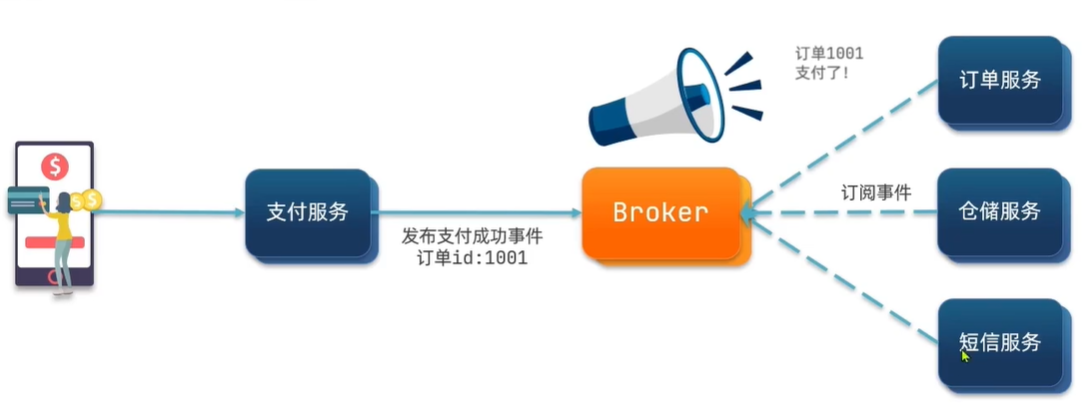 订单1001
支付了!
订单服务
支付服务
Broker
订阅事件
仓储服务
发布支付成功事件
订单id:1001
短信服务
$
$
$